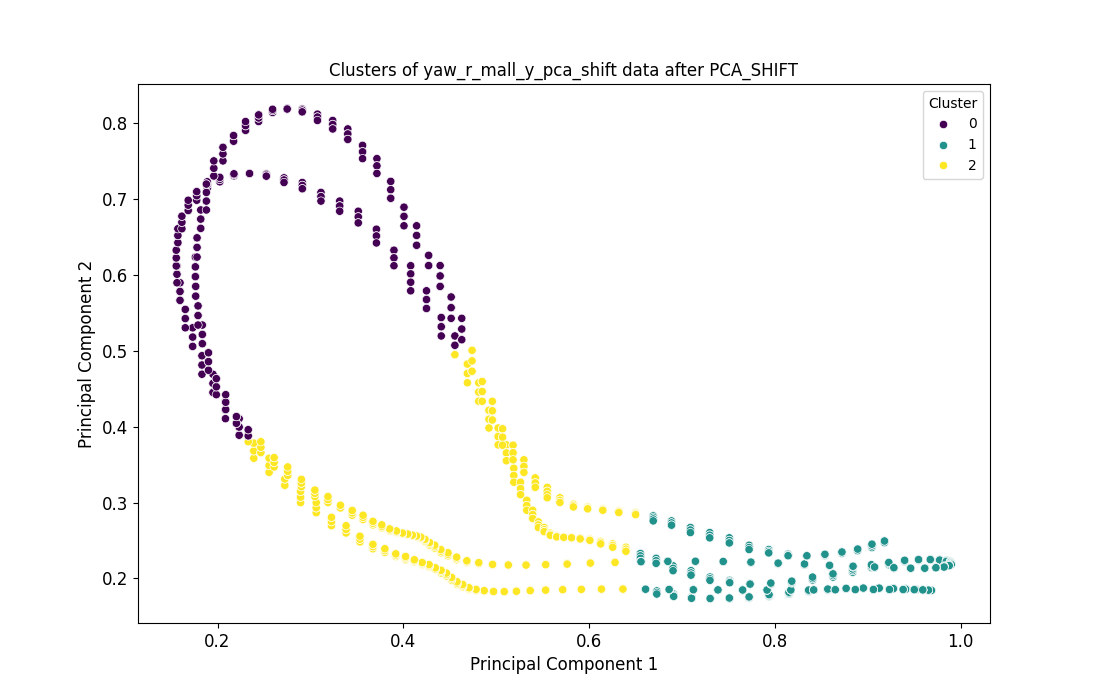 Clusters of yaw_r_mall_y_pca_shift data after PCA_SHIFT
Cluster
0
1
2
Principal Component 2
0.8
0.7
0.6
0.5
0.4
0.3
0.2
0.2 0.4 0.6 0.8 1.0
Principal Component 1